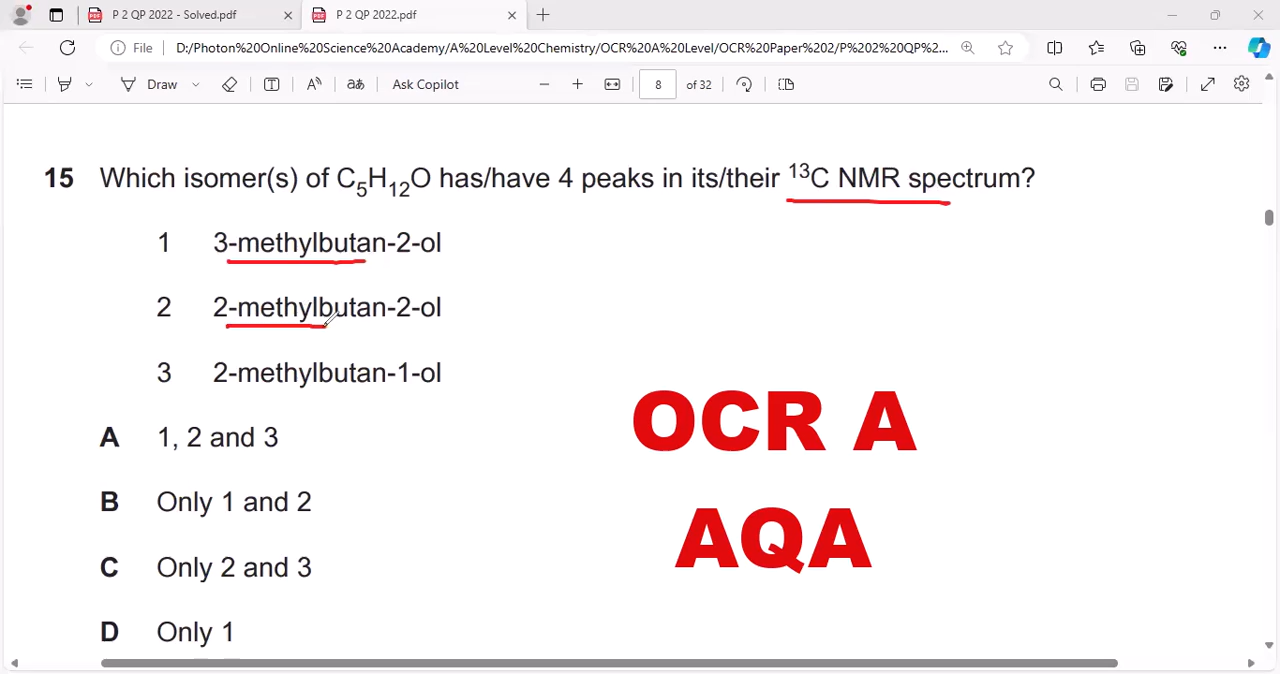 P 2 QP 2022 - Solved.pdf
P 2 QP 2022.pdf
File D:/Photon%20Online%20Science%20Academy/A%20Level%20Chemistry/OCR%20A%20Level/OCR%20Paper%202/P%202%20QP%...
Draw aあ Ask Copilot 8 of 32
15 Which isomer(s) of C5H12O has/have 4 peaks in its/their 13C NMR spectrum?
1 3-methylbutan-2-ol
2 2-methylbutan-2-ol
3 2-methylbutan-1-ol
A 1, 2 and 3
B Only 1 and 2
C Only 2 and 3
D Only 1
OCR A
AQA